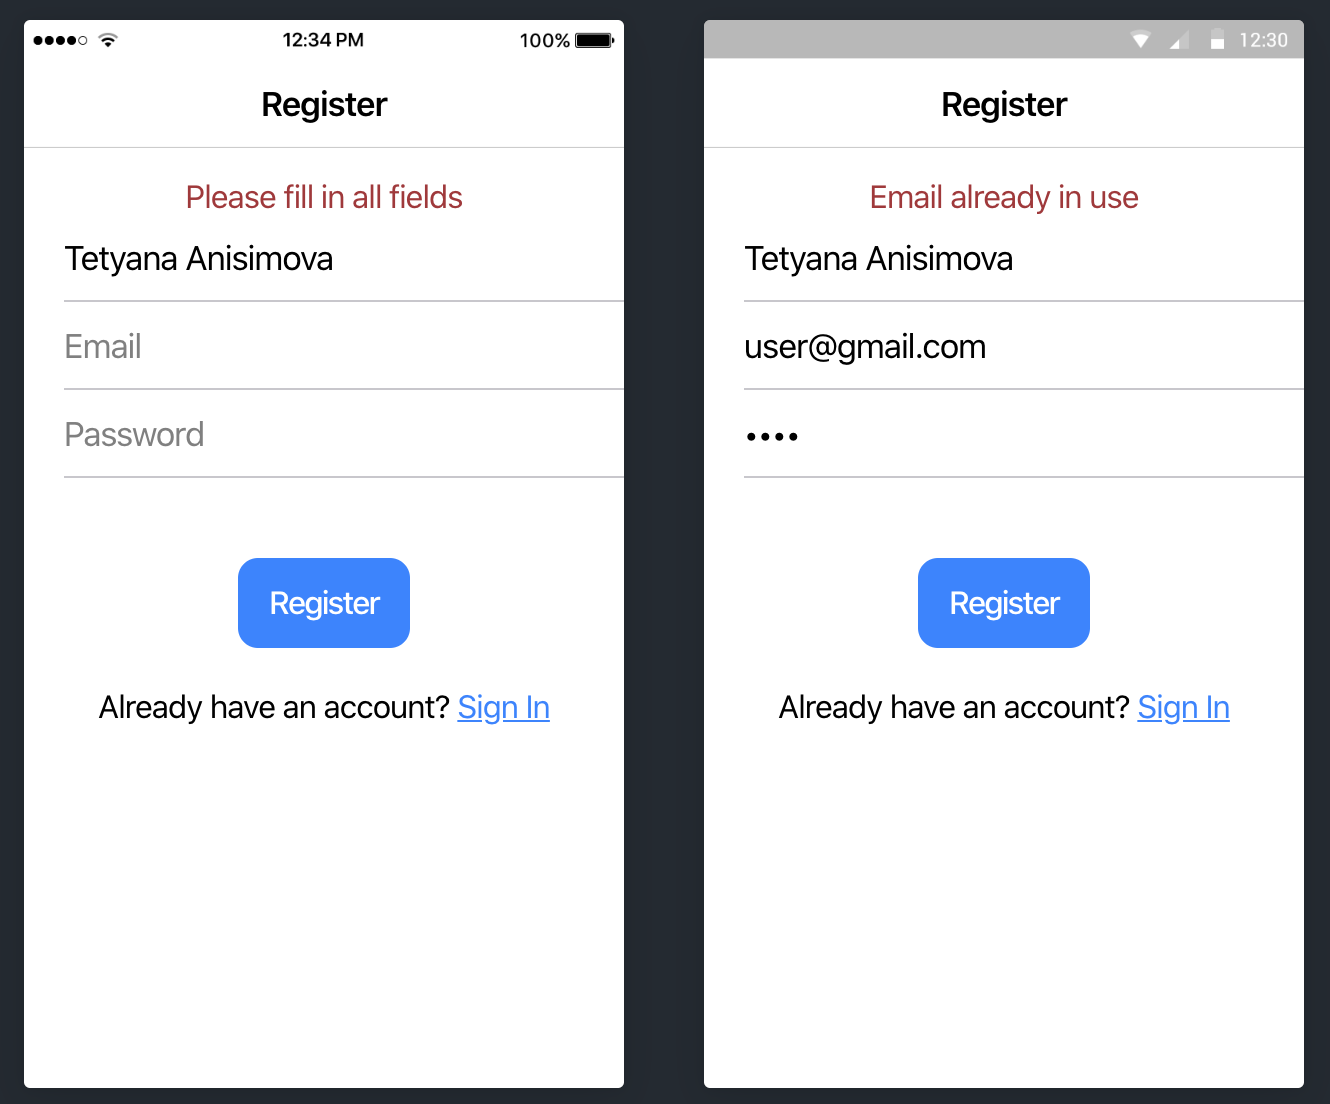 12:34 PM 100%
Register
Please fill in all fields
Tetyana Anisimova
Email
Password
Register
Already have an account? Sign In
12:30
Register
Email already in use
Tetyana Anisimova
user@gmail.com
••••
Register
Already have an account? Sign In